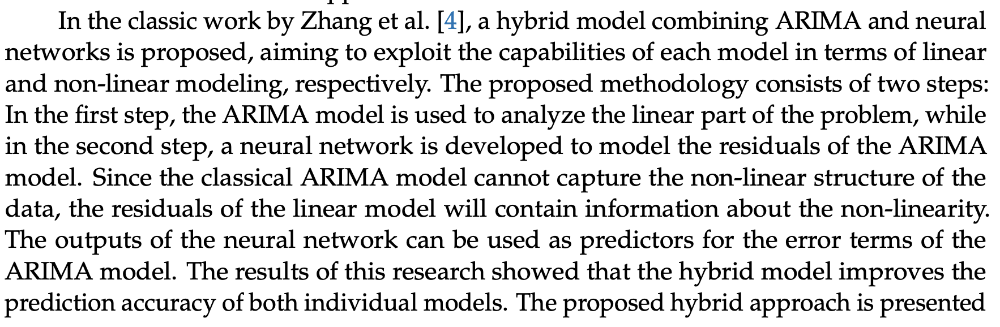 In the classic work by Zhang et al. [4], a hybrid model combining ARIMA and neural
networks is proposed, aiming to exploit the capabilities of each model in terms of linear
and non-linear modeling, respectively. The proposed methodology consists of two steps:
In the first step, the ARIMA model is used to analyze the linear part of the problem, while
in the second step, a neural network is developed to model the residuals of the ARIMA
model. Since the classical ARIMA model cannot capture the non-linear structure of the
data, the residuals of the linear model will contain information about the non-linearity.
The outputs of the neural network can be used as predictors for the error terms of the
ARIMA model. The results of this research showed that the hybrid model improves the
prediction accuracy of both individual models. The proposed hybrid approach is presented